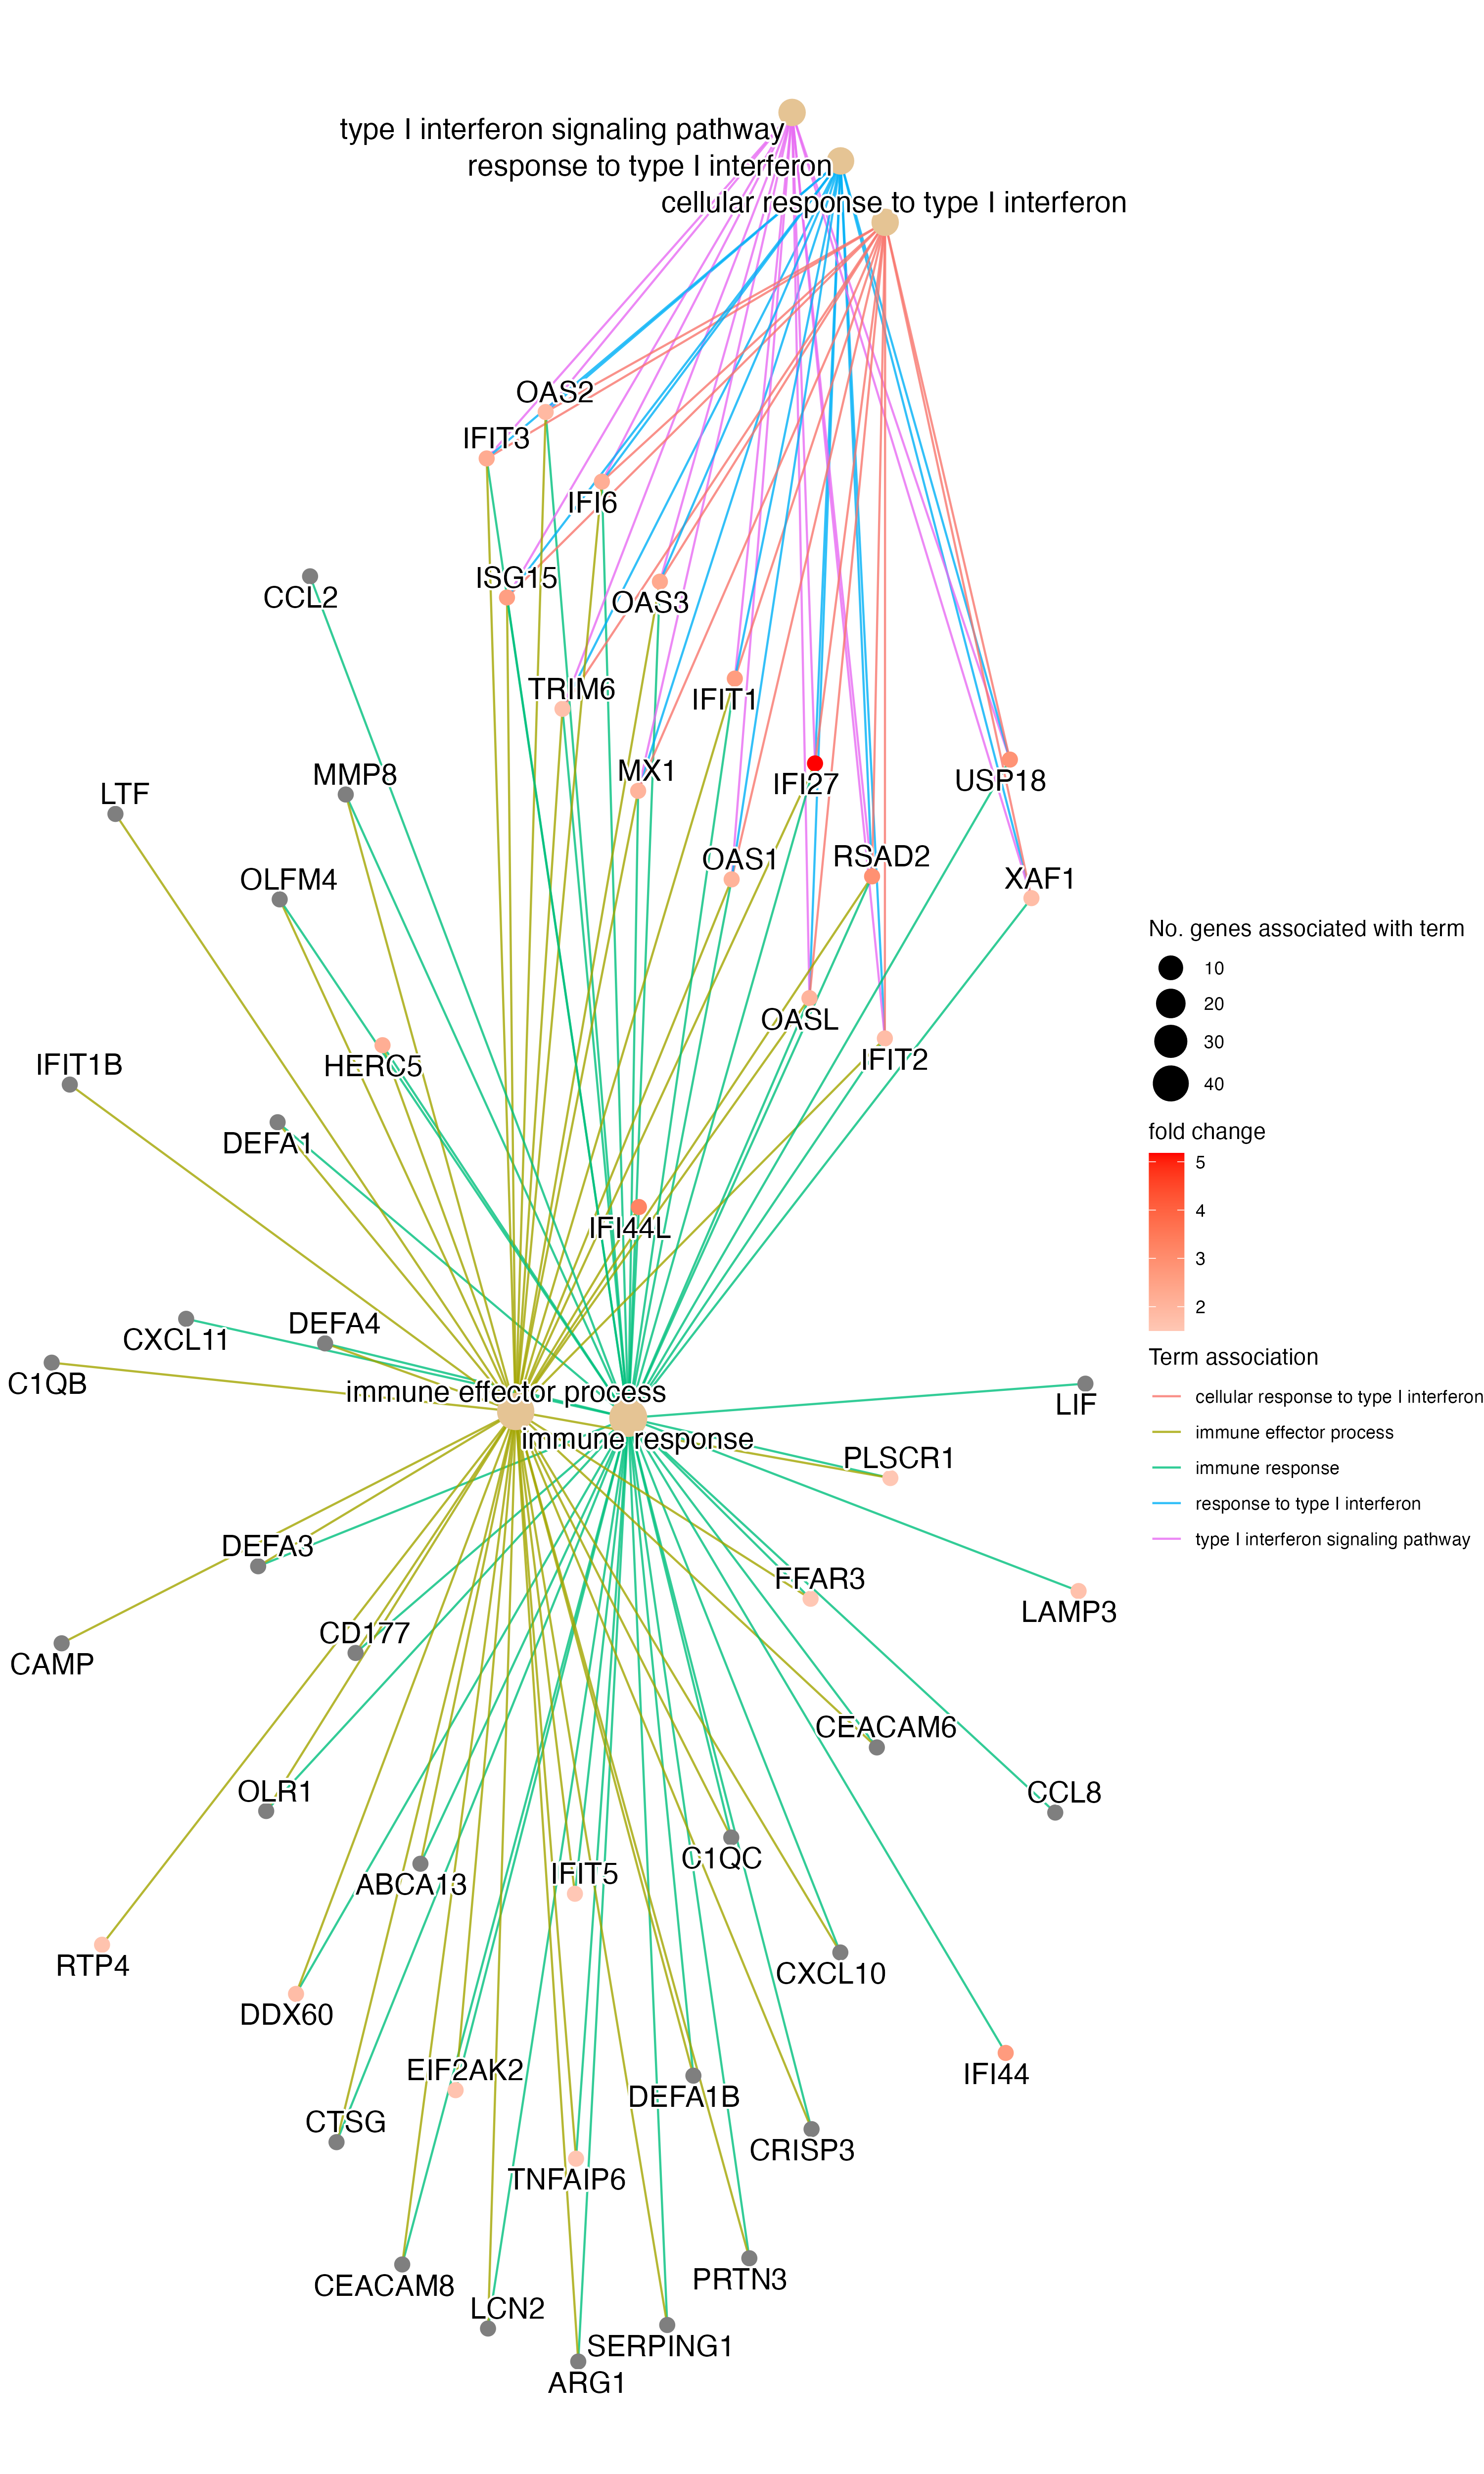 type I interferon signaling pathway
response to type I interferon
cellular response to type I interferon
OAS2
IFIT3
IFI6
ISG15
CCL2
OAS3
TRIM6
IFIT1
MX1
MMP8
IFI27
USP18
LTF
OAS1
RSAD2
OLFM4
XAF1
No. genes associated with term
10
20
30
40
OASL
IFIT2
IFIT1B
HERC5
DEFA1
fold change
5
4
3
2
IFI44L
CXCL11
DEFA4
C1QB
immune effector process
immune response
LIF
Term association
cellular response to type I interferon
immune effector process
immune response
response to type I interferon
type I interferon signaling pathway
PLSCR1
DEFA3
FFAR3
LAMP3
CAMP
CD177
CEACAM6
OLR1
CCL8
C1QC
IFIT5
ABCA13
RTP4
CXCL10
DDX60
EIF2AK2
IFI44
DEFA1B
CTSG
CRISP3
TNFAIP6
PRTN3
CEACAM8
LCN2
SERPING1
ARG1